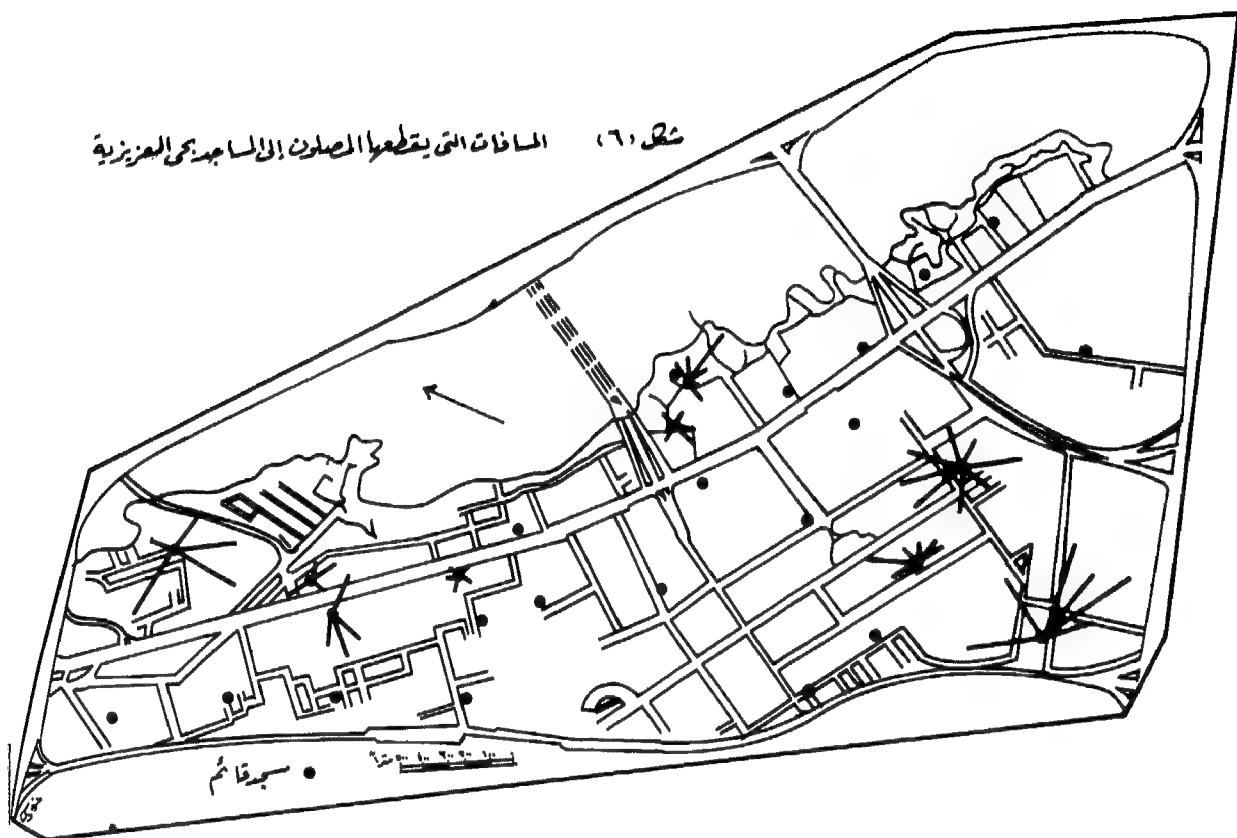 شكل (٦) المسافات التي يقطعها المصلون إلى المساجد بحي العزيزية
مسجد قائم